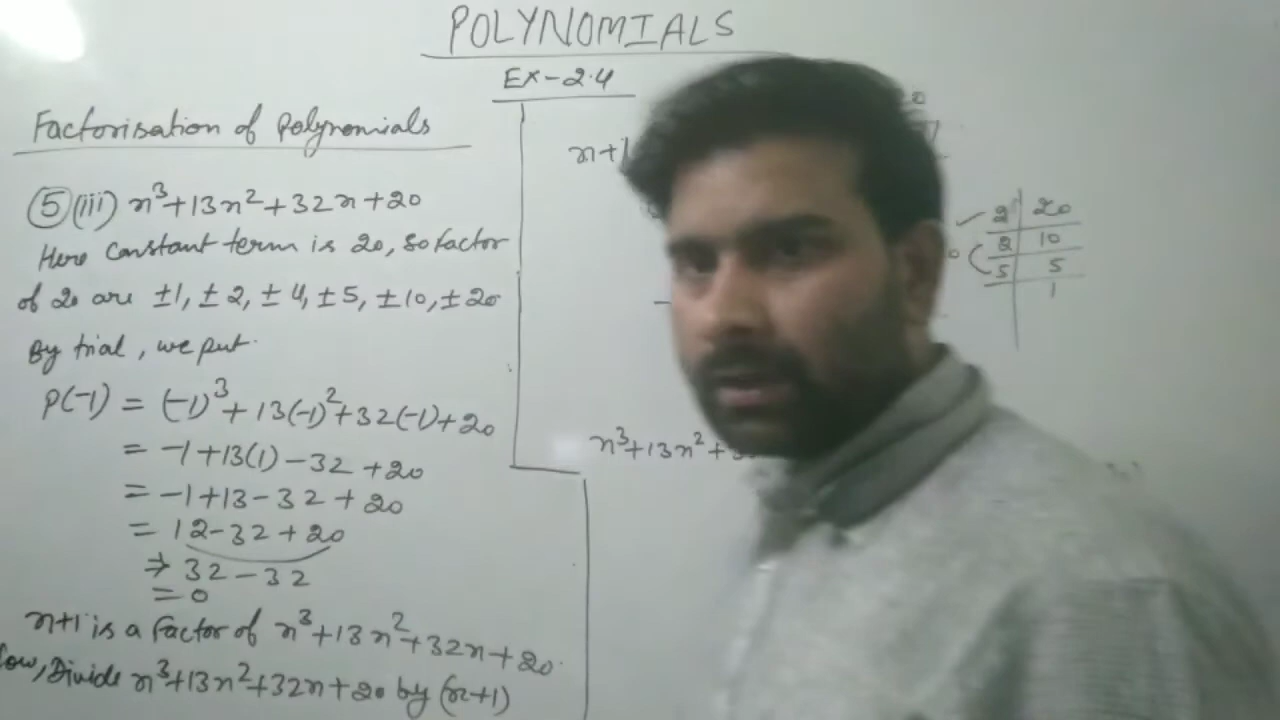 POLYNOMIALS
Ex-2.4
Factorisation of Polynomials
⑤ (iii) x³+13x²+32x+20
Here constant term is 20, so factor
of 20 are ±1, ±2, ±4, ±5, ±10, ±20
By trial, we put.
P(-1) = (-1)³+13(-1)²+32(-1)+20
= -1+13(1)-32+20
= -1+13-32+20
= 12-32+20
⇒ 32-32
= 0
x+1 is a factor of x³+13x²+32x+20.
Now, Divide x³+13x²+32x+20 by (x+1)
x+1
x³+13x²+
2 20
2 10
5 5
1